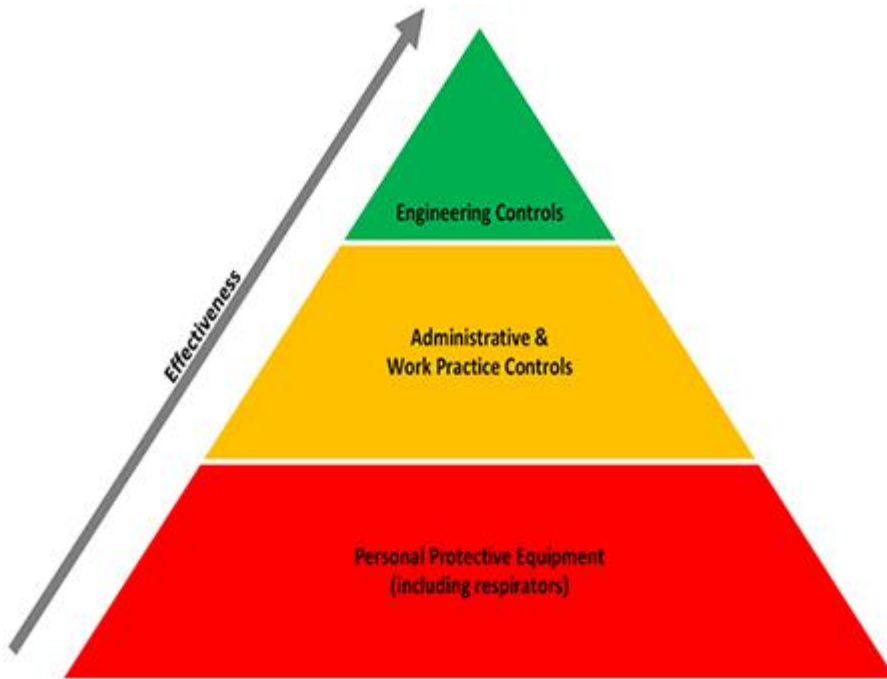 Effectiveness
Engineering Controls
Administrative &
Work Practice Controls
Personal Protective Equipment
(including respirators)